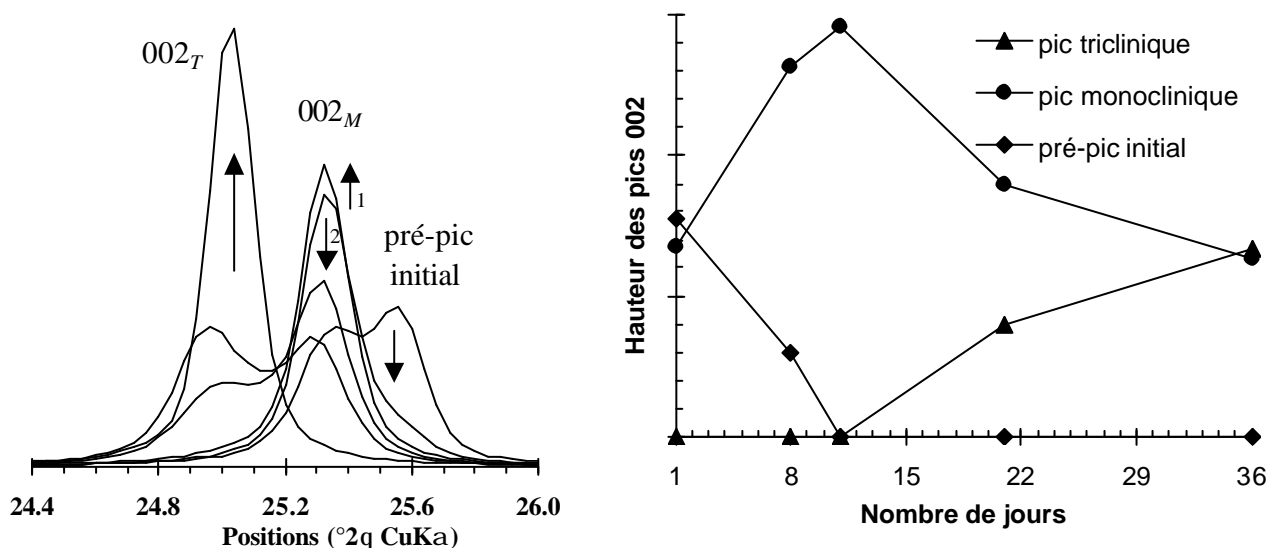 002T
002M
1
2
pré-pic
initial
24.4 24.8 25.2 25.6 26.0
Positions (°2q CuKa)
Hauteur des pics 002
pic triclinique
pic monoclinique
pré-pic initial
1 8 15 22 29 36
Nombre de jours